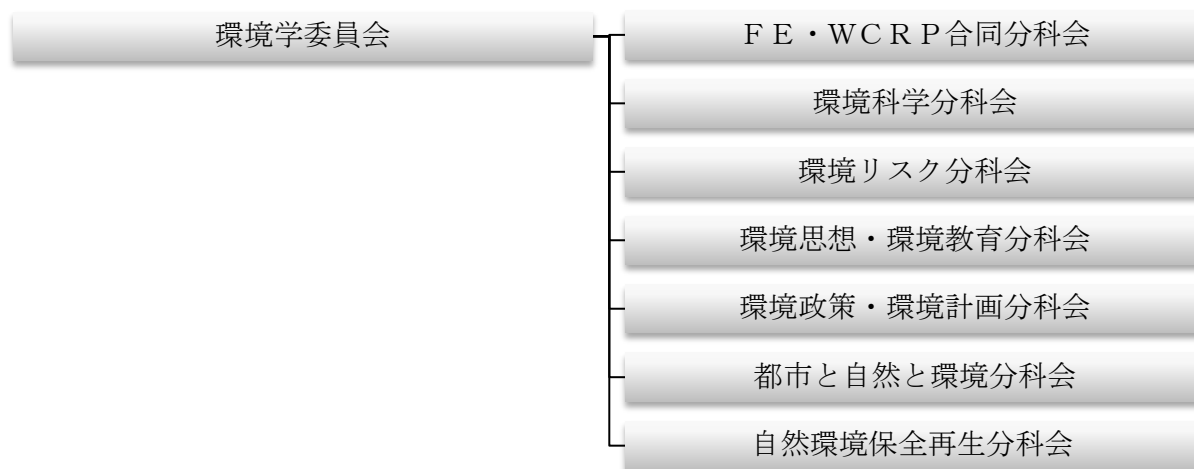 環境学委員会
ＦＥ・ＷＣＲＰ合同分科会
環境科学分科会
環境リスク分科会
環境思想・環境教育分科会
環境政策・環境計画分科会
都市と自然と環境分科会
自然環境保全再生分科会